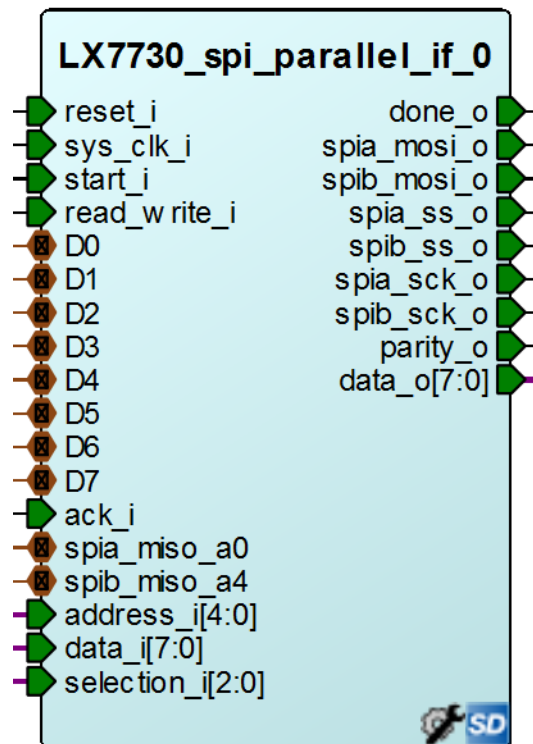 LX7730_spi_parallel_if_0
reset_i
sys_clk_i
start_i
read_write_i
D0
D1
D2
D3
D4
D5
D6
D7
ack_i
spia_miso_a0
spib_miso_a4
address_i[4:0]
data_i[7:0]
selection_i[2:0]
done_o
spia_mosi_o
spib_mosi_o
spia_ss_o
spib_ss_o
spia_sck_o
spib_sck_o
parity_o
data_o[7:0]
SD